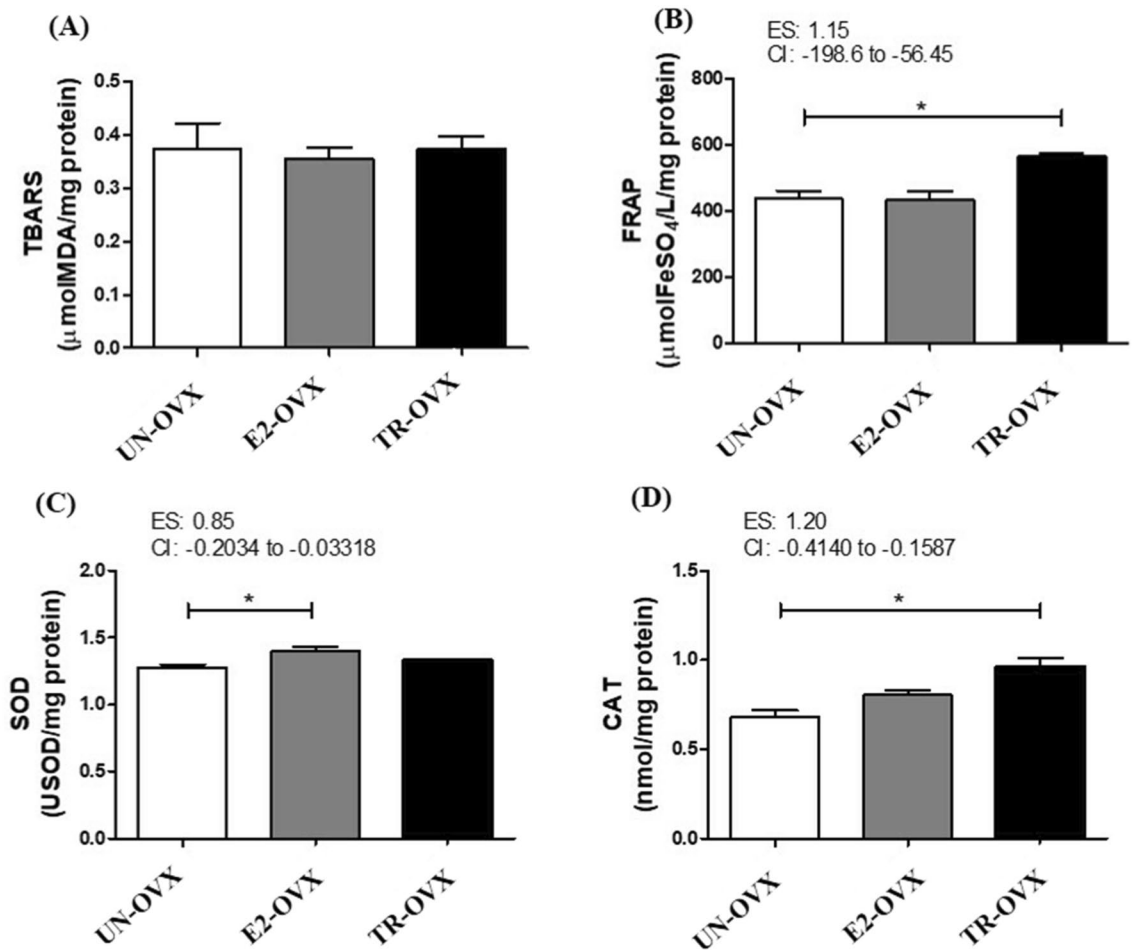 (A)
TBARS
(μmolMDA/mg protein)
0.5
0.4
0.3
0.2
0.1
0.0
UN-OVX
E2-OVX
TR-OVX
(B)
ES: 1.15
CI: -198.6 to -56.45
FRAP
(μmolFeSO₄/L/mg protein)
800
600
400
200
0
*
UN-OVX
E2-OVX
TR-OVX
(C)
ES: 0.85
CI: -0.2034 to -0.03318
SOD
(USOD/mg protein)
2.0
1.5
1.0
0.5
0.0
*
UN-OVX
E2-OVX
TR-OVX
(D)
ES: 1.20
CI: -0.4140 to -0.1587
CAT
(nmol/mg protein)
1.5
1.0
0.5
0.0
*
UN-OVX
E2-OVX
TR-OVX